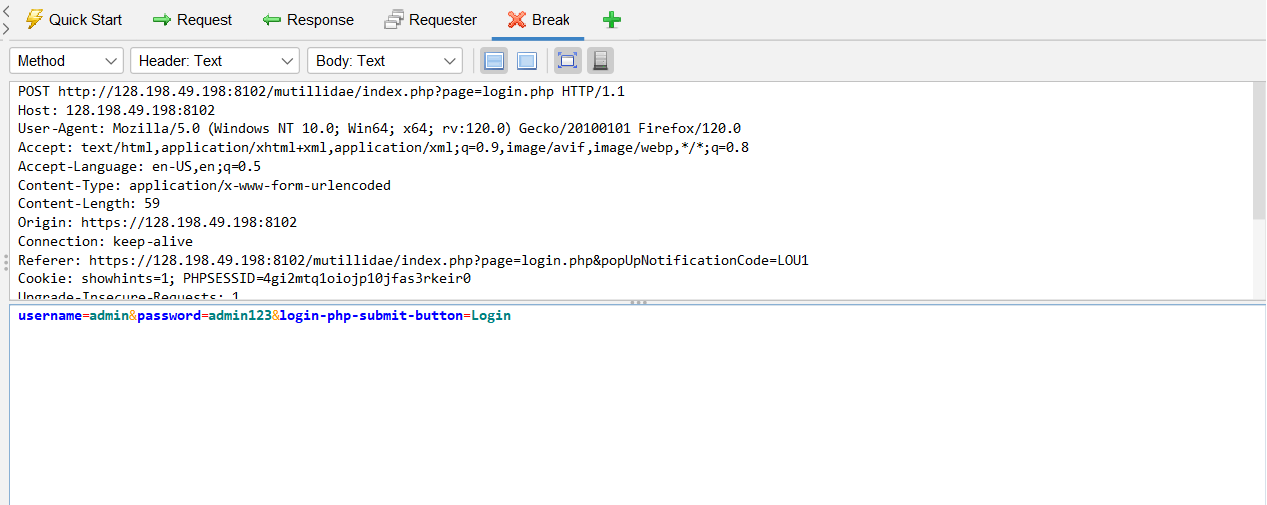 Quick Start Request Response Requester Break
Method Header: Text Body: Text
POST http://128.198.49.198:8102/mutillidae/index.php?page=login.php HTTP/1.1
Host: 128.198.49.198:8102
User-Agent: Mozilla/5.0 (Windows NT 10.0; Win64; x64; rv:120.0) Gecko/20100101 Firefox/120.0
Accept: text/html,application/xhtml+xml,application/xml;q=0.9,image/avif,image/webp,*/*;q=0.8
Accept-Language: en-US,en;q=0.5
Content-Type: application/x-www-form-urlencoded
Content-Length: 59
Origin: https://128.198.49.198:8102
Connection: keep-alive
Referer: https://128.198.49.198:8102/mutillidae/index.php?page=login.php&popUpNotificationCode=LOU1
Cookie: showhints=1; PHPSESSID=4gi2mtq1oiojp10jfas3rkeir0
Upgrade-Insecure-Requests: 1
username=admin&password=admin123&login-php-submit-button=Login